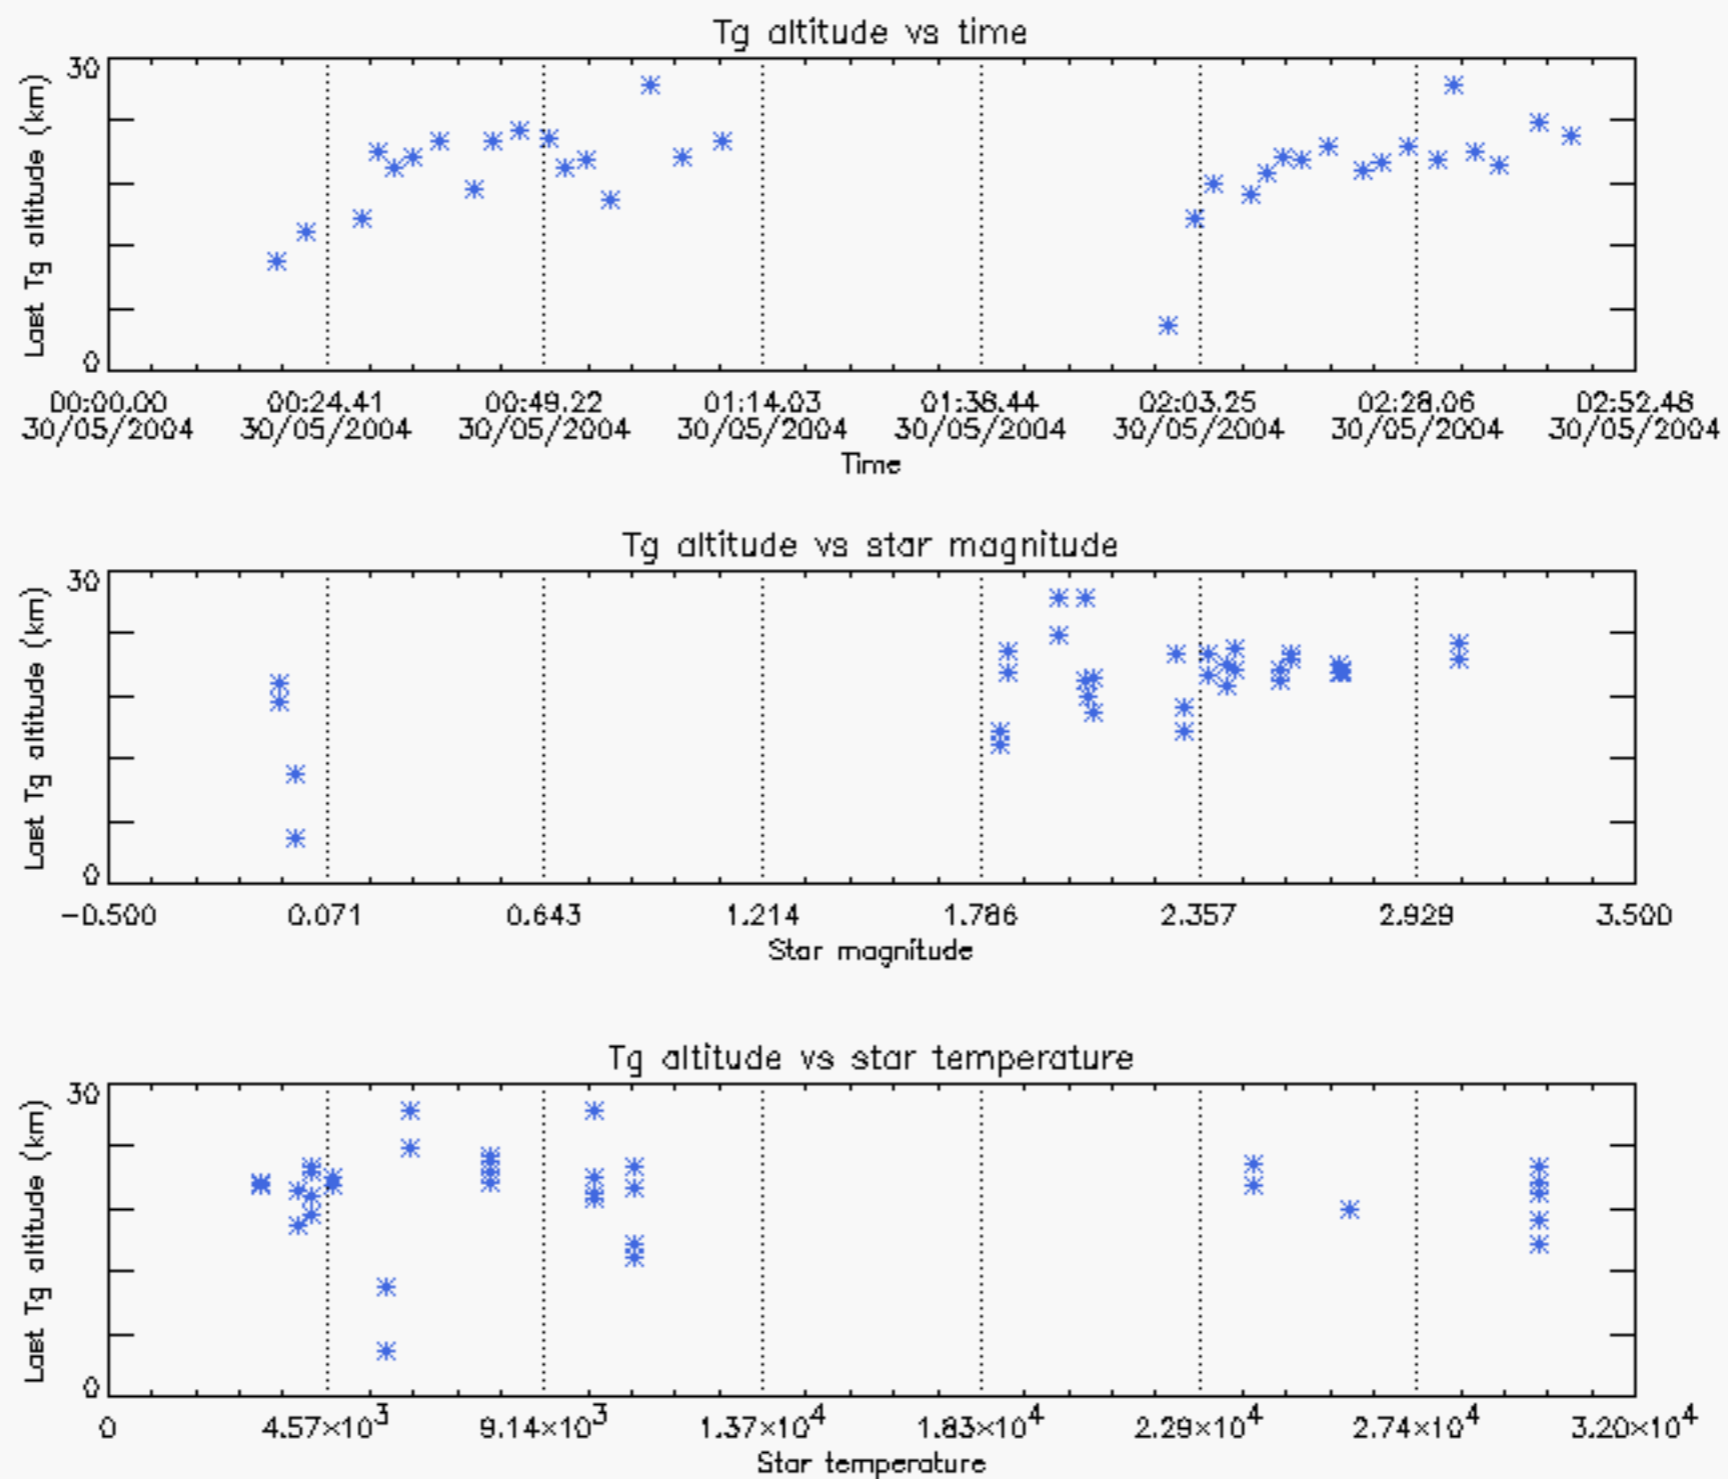 Tg altitude vs time
30
Last Tg altitude (km)
0
00:00.00 00:24.41 00:49.22 01:14.03 01:38.44 02:03.25 02:28.06 02:52.48
30/05/2004 30/05/2004 30/05/2004 30/05/2004 30/05/2004 30/05/2004 30/05/2004 30/05/2004
Time
Tg altitude vs star magnitude
30
Last Tg altitude (km)
0
-0.500 0.071 0.643 1.214 1.786 2.357 2.929 3.500
Star magnitude
Tg altitude vs star temperature
30
Last Tg altitude (km)
0
0 4.57×10³ 9.14×10³ 1.37×10⁴ 1.83×10⁴ 2.29×10⁴ 2.74×10⁴ 3.20×10⁴
Star temperature